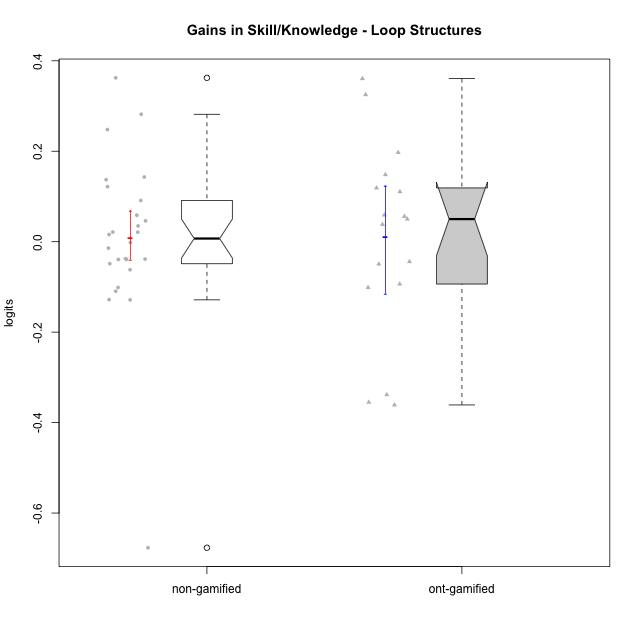 Gains in Skill/Knowledge - Loop Structures
logits
0.4
0.2
0.0
-0.2
-0.4
-0.6
non-gamified
ont-gamified